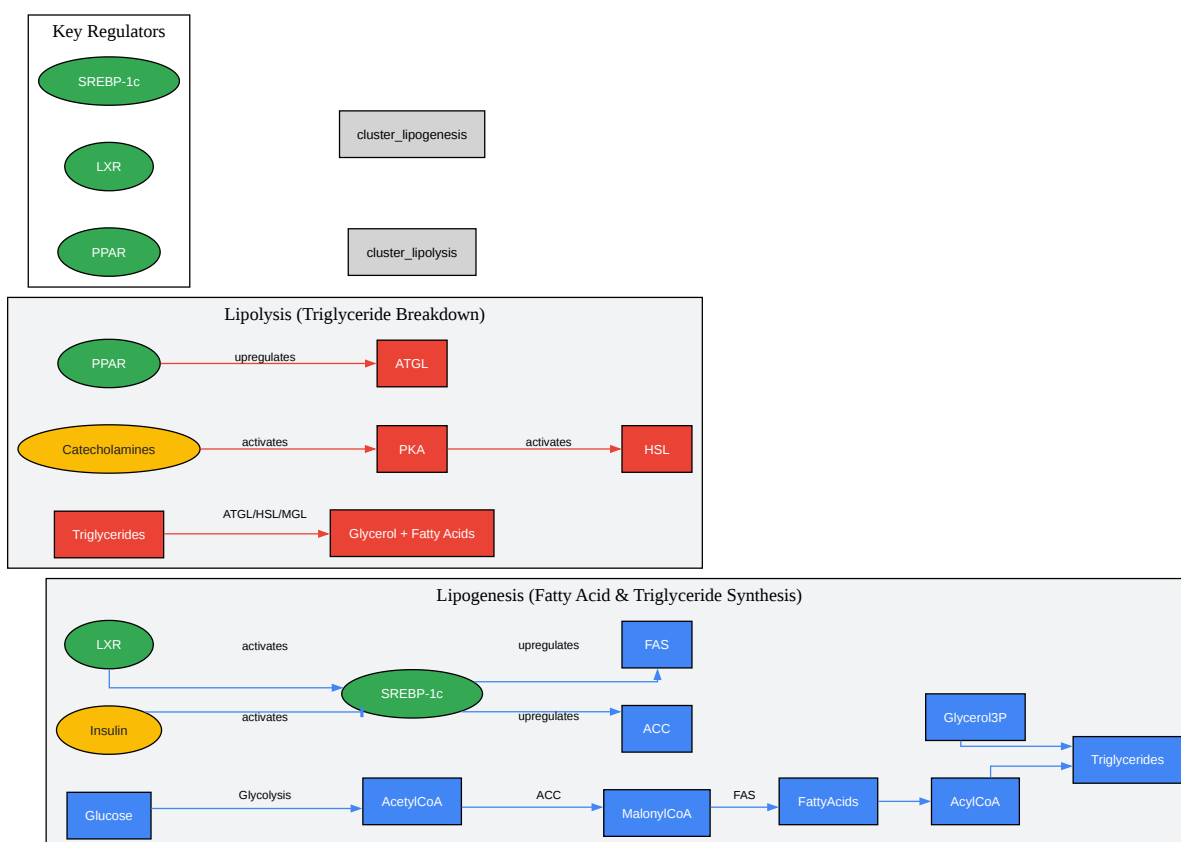 Key Regulators
SREBP-1c
LXR
PPAR
cluster_lipogenesis
cluster_lipolysis
Lipolysis (Triglyceride Breakdown)
PPAR
upregulates
ATGL
Catecholamines
activates
PKA
activates
HSL
Triglycerides
ATGL/HSL/MGL
Glycerol + Fatty Acids
Lipogenesis (Fatty Acid & Triglyceride Synthesis)
LXR
activates
upregulates
FAS
SREBP-1c
Insulin
activates
upregulates
ACC
Glycerol3P
Triglycerides
Glucose
Glycolysis
AcetylCoA
ACC
MalonylCoA
FAS
FattyAcids
AcylCoA